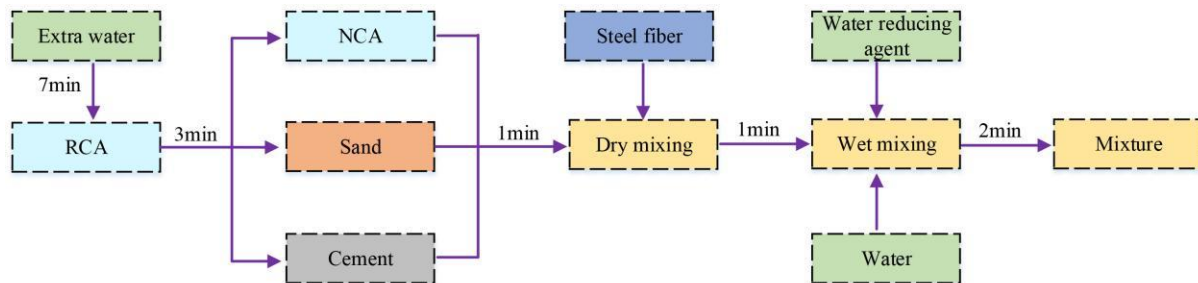 Extra water
NCA
Steel fiber
Water reducing
agent
7min
RCA
3min
Sand
1min
Dry mixing
1min
Wet mixing
2min
Mixture
Cement
Water